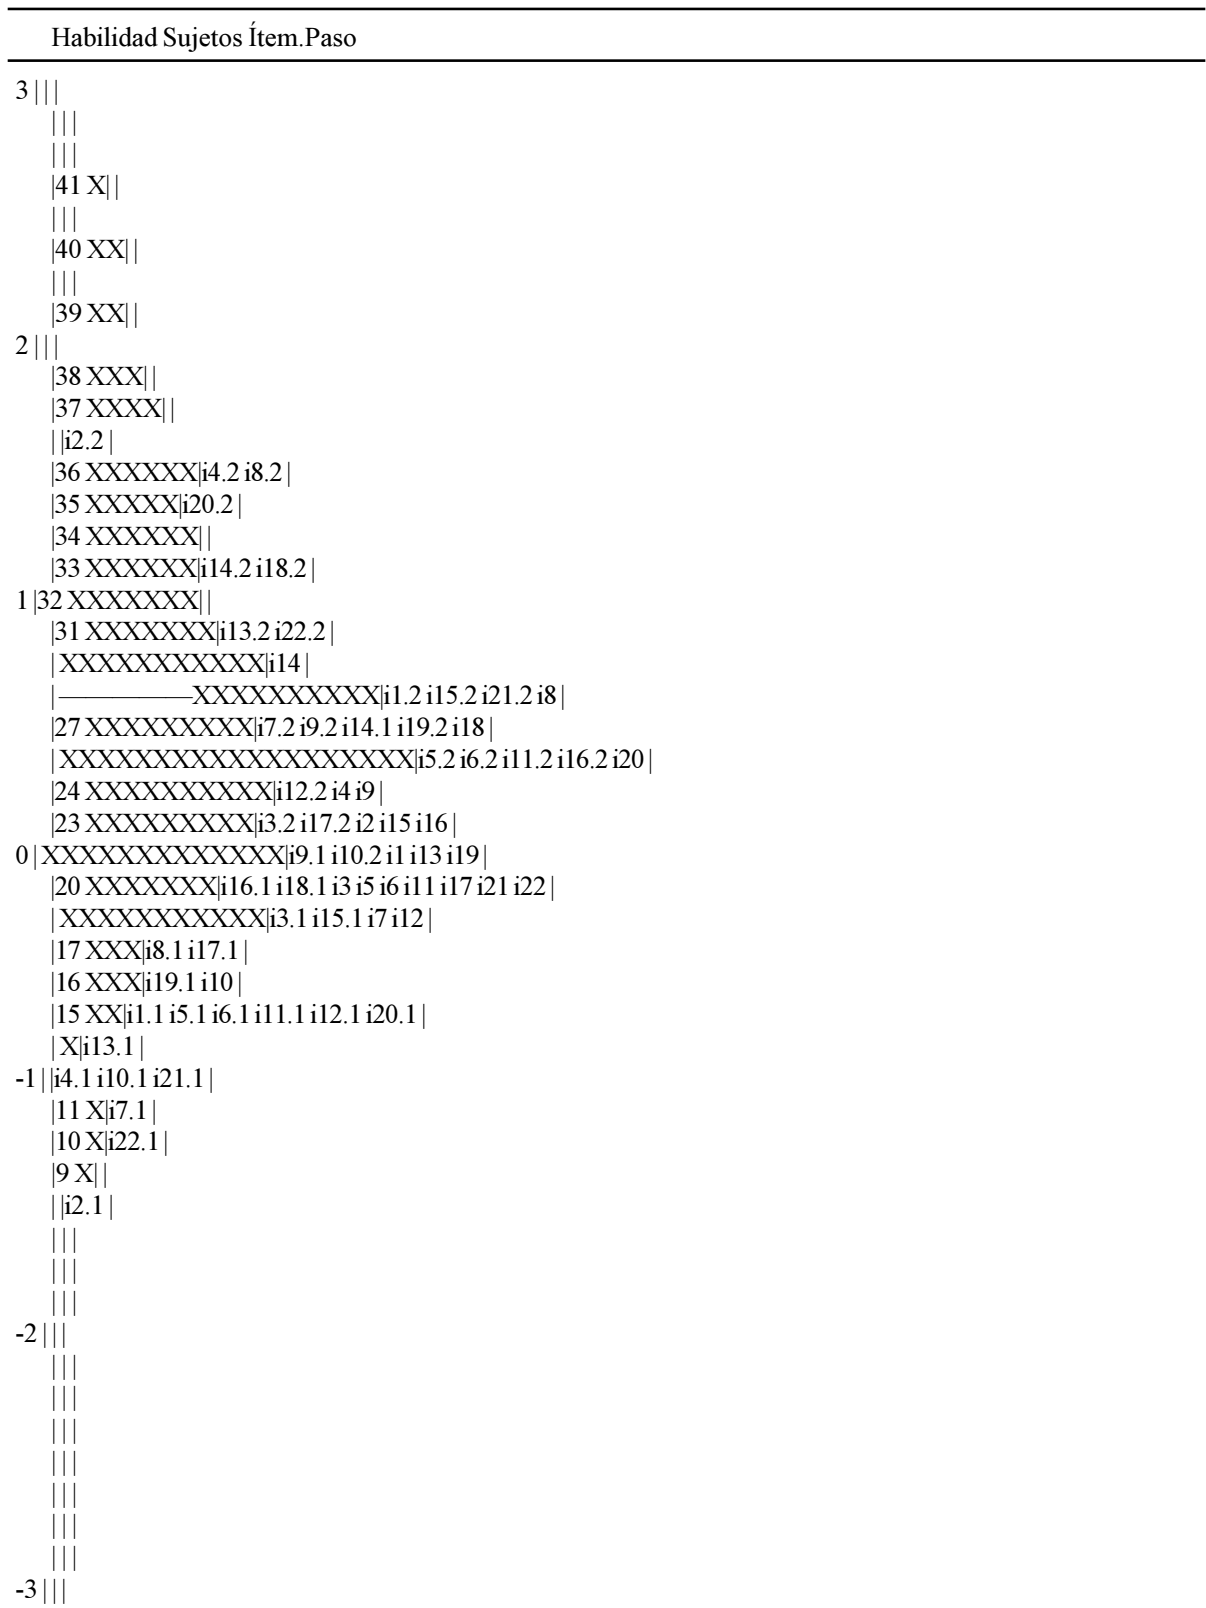 Habilidad Sujetos Ítem.Paso
3 | | |
| | |
| | |
|41 X| |
| | |
|40 XX| |
| | |
|39 XX| |
2 | | |
|38 XXX| |
|37 XXXX| |
| |i2.2 |
|36 XXXXXX|i4.2 i8.2 |
|35 XXXXX|i20.2 |
|34 XXXXXX| |
|33 XXXXXX|i14.2 i18.2 |
1 |32 XXXXXXX| |
|31 XXXXXXX|i13.2 i22.2 |
| XXXXXXXXXXX|i14 |
| —————XXXXXXXXXX|i1.2 i15.2 i21.2 i8 |
|27 XXXXXXXXX|i7.2 i9.2 i14.1 i19.2 i18 |
| XXXXXXXXXXXXXXXXXXX|i5.2 i6.2 i11.2 i16.2 i20 |
|24 XXXXXXXXXX|i12.2 i4 i9 |
|23 XXXXXXXXX|i3.2 i17.2 i2 i15 i16 |
0 | XXXXXXXXXXXXX|i9.1 i10.2 i1 i13 i19 |
|20 XXXXXXX|i16.1 i18.1 i3 i5 i6 i11 i17 i21 i22 |
| XXXXXXXXXXX|i3.1 i15.1 i7 i12 |
|17 XXX|i8.1 i17.1 |
|16 XXX|i19.1 i10 |
|15 XX|i1.1 i5.1 i6.1 i11.1 i12.1 i20.1 |
| X|i13.1 |
-1 | |i4.1 i10.1 i21.1 |
|11 X|i7.1 |
|10 X|i22.1 |
|9 X| |
| |i2.1 |
| | |
| | |
| | |
-2 | | |
| | |
| | |
| | |
| | |
| | |
| | |
| | |
-3 | | |